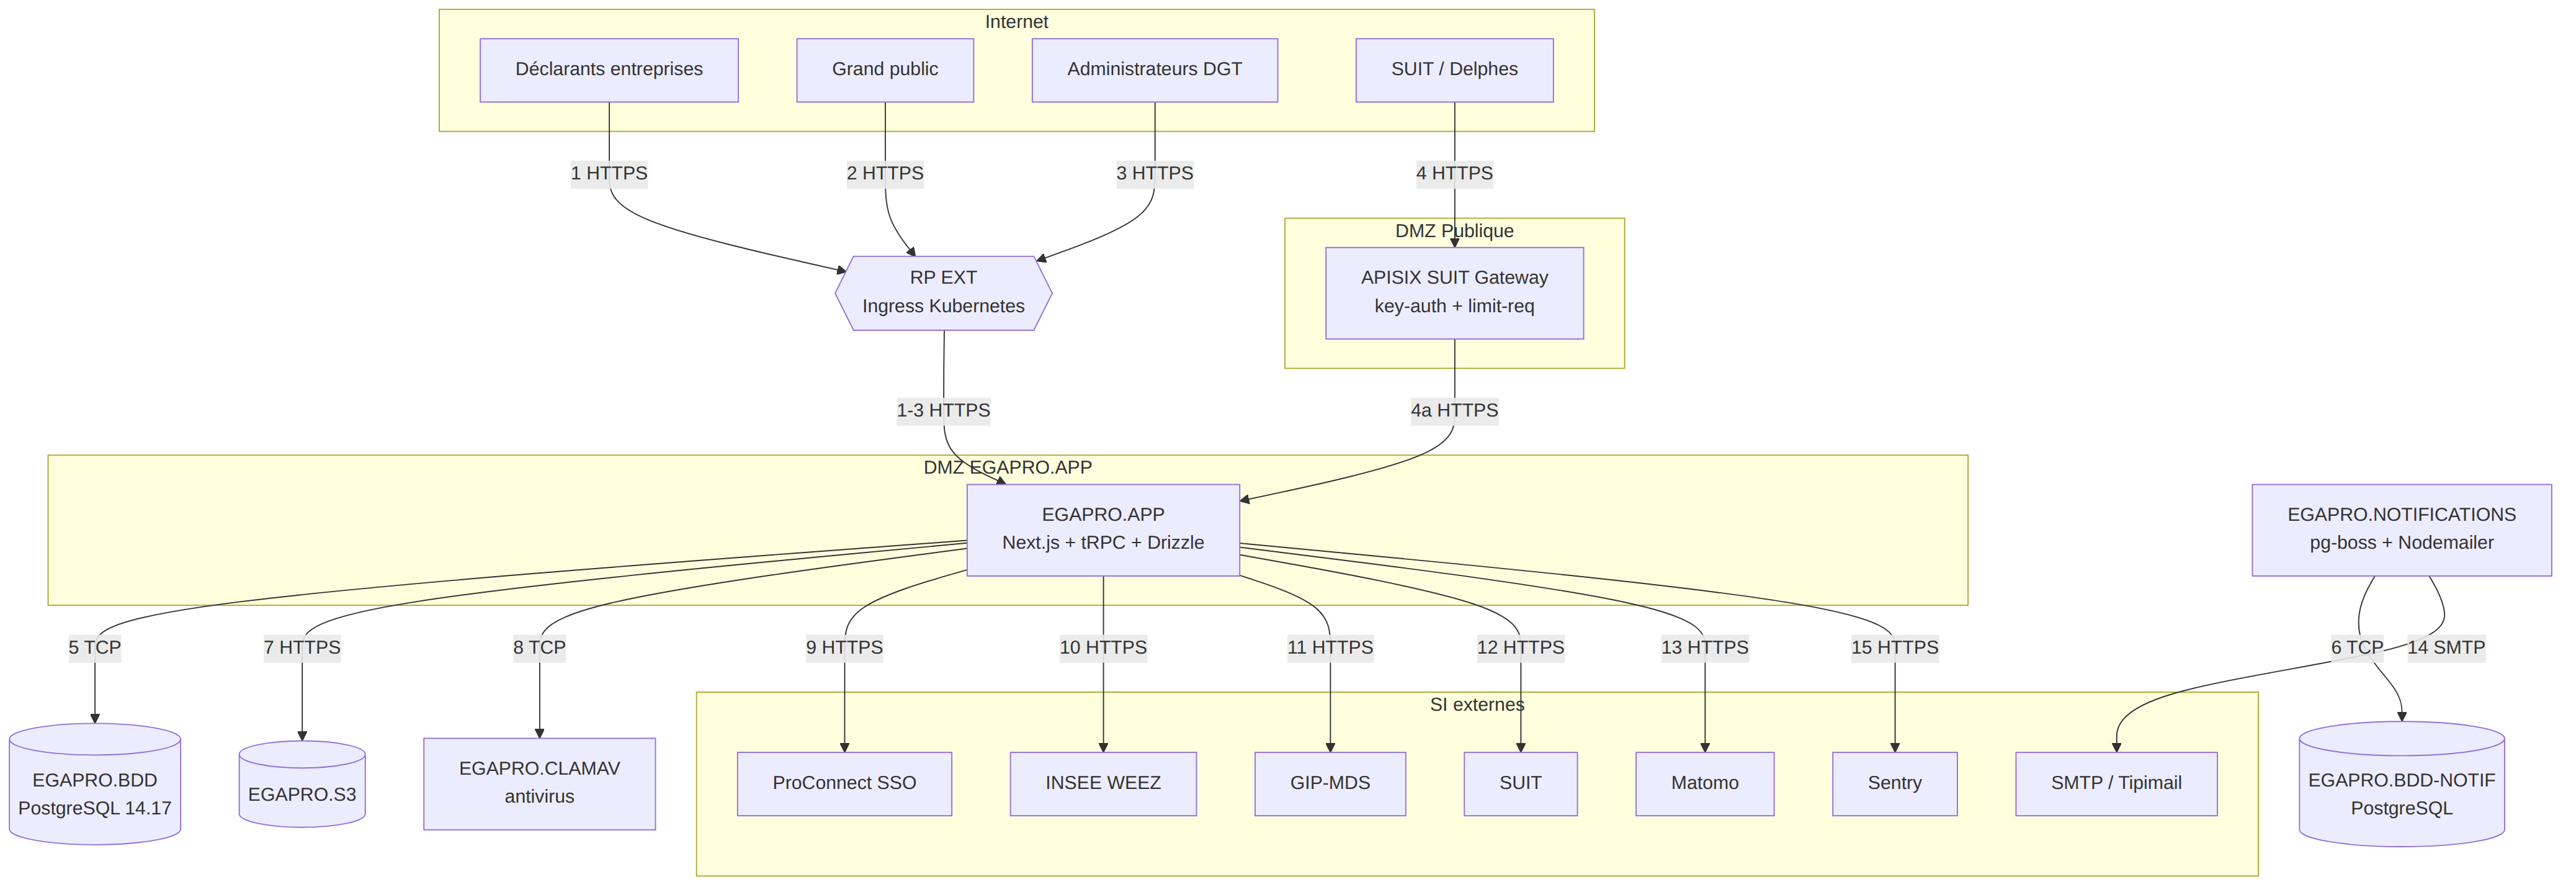 Internet
Déclarants entreprises
Grand public
Administrateurs DGT
SUIT / Delphes
1 HTTPS
2 HTTPS
3 HTTPS
4 HTTPS
DMZ Publique
RP EXT
Ingress Kubernetes
APISIX SUIT Gateway
key-auth + limit-req
1-3 HTTPS
4a HTTPS
DMZ EGAPRO.APP
EGAPRO.APP
Next.js + tRPC + Drizzle
EGAPRO.NOTIFICATIONS
pg-boss + Nodemailer
5 TCP
7 HTTPS
8 TCP
9 HTTPS
10 HTTPS
11 HTTPS
12 HTTPS
13 HTTPS
15 HTTPS
6 TCP
14 SMTP
SI externes
EGAPRO.BDD
PostgreSQL 14.17
EGAPRO.S3
EGAPRO.CLAMAV
antivirus
ProConnect SSO
INSEE WEEZ
GIP-MDS
SUIT
Matomo
Sentry
SMTP / Tipimail
EGAPRO.BDD-NOTIF
PostgreSQL